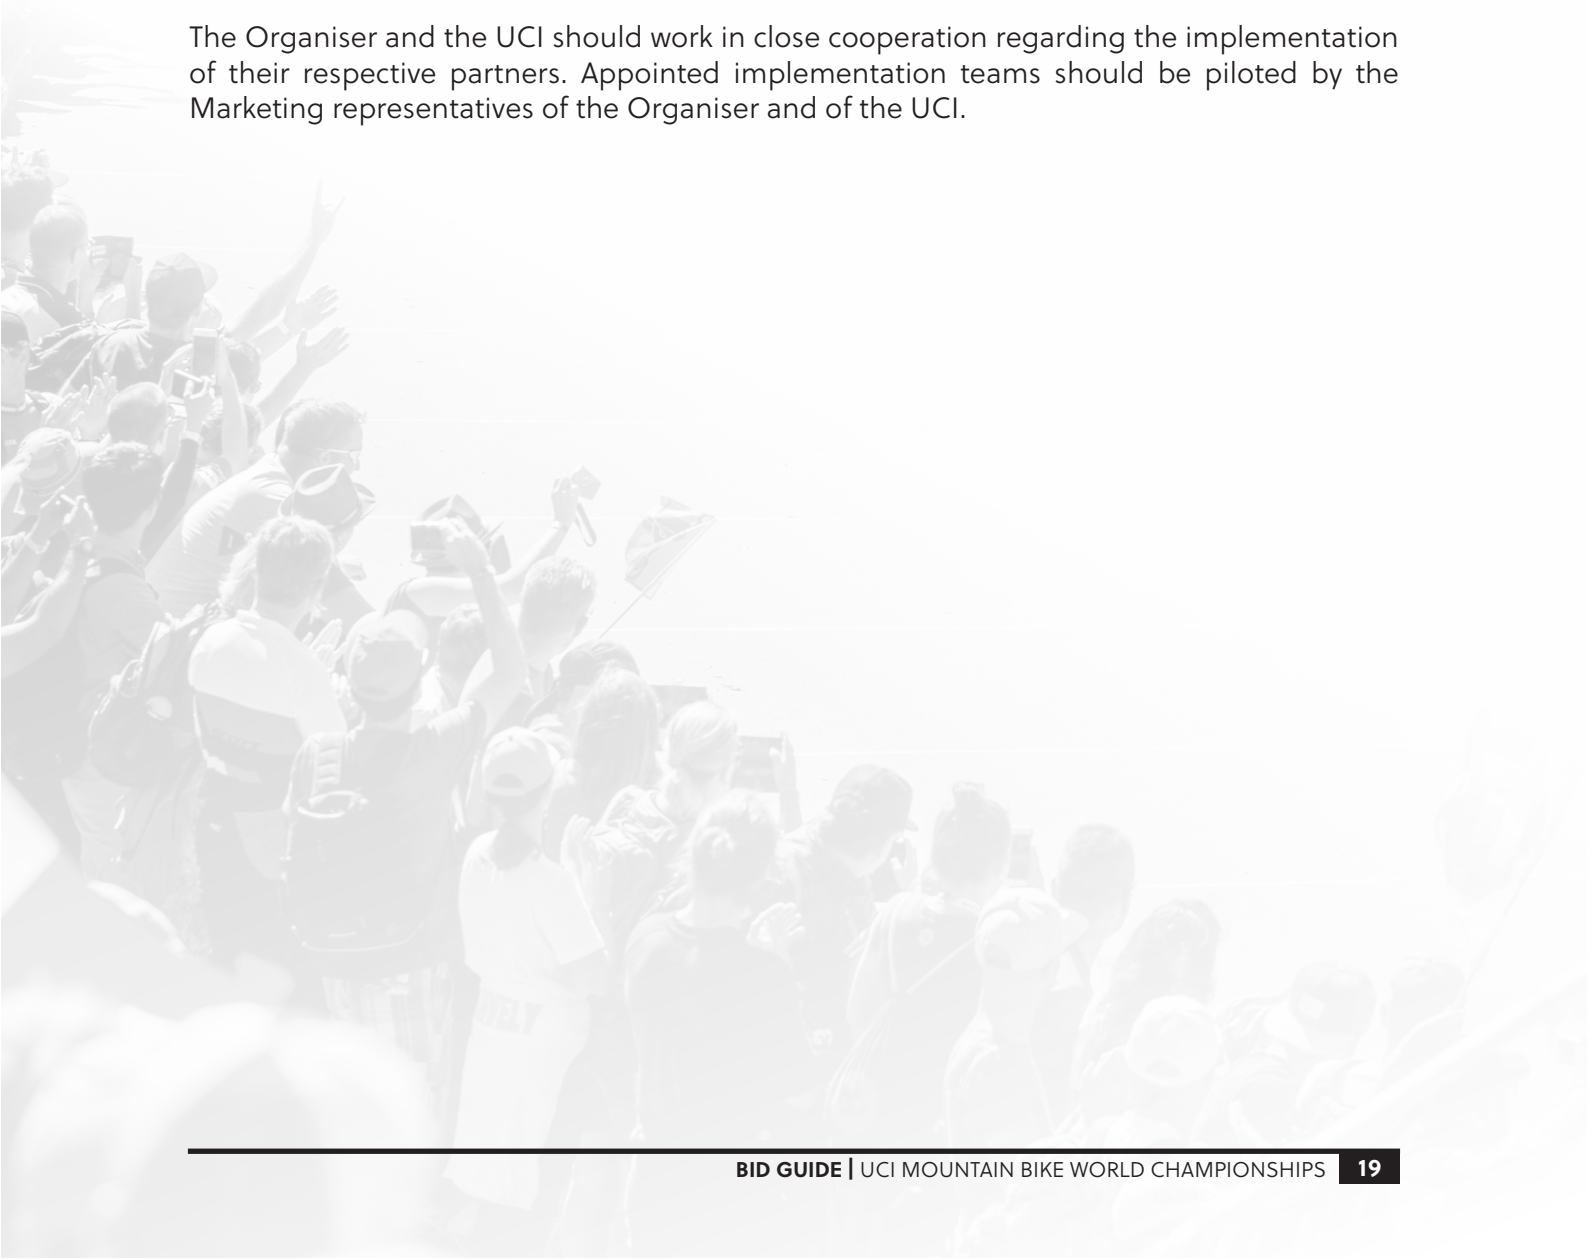 The Organiser and the UCI should work in close cooperation regarding the implementation
of their respective partners. Appointed implementation teams should be piloted by the
Marketing representatives of the Organiser and of the UCI.
BID GUIDE | UCI MOUNTAIN BIKE WORLD CHAMPIONSHIPS 19